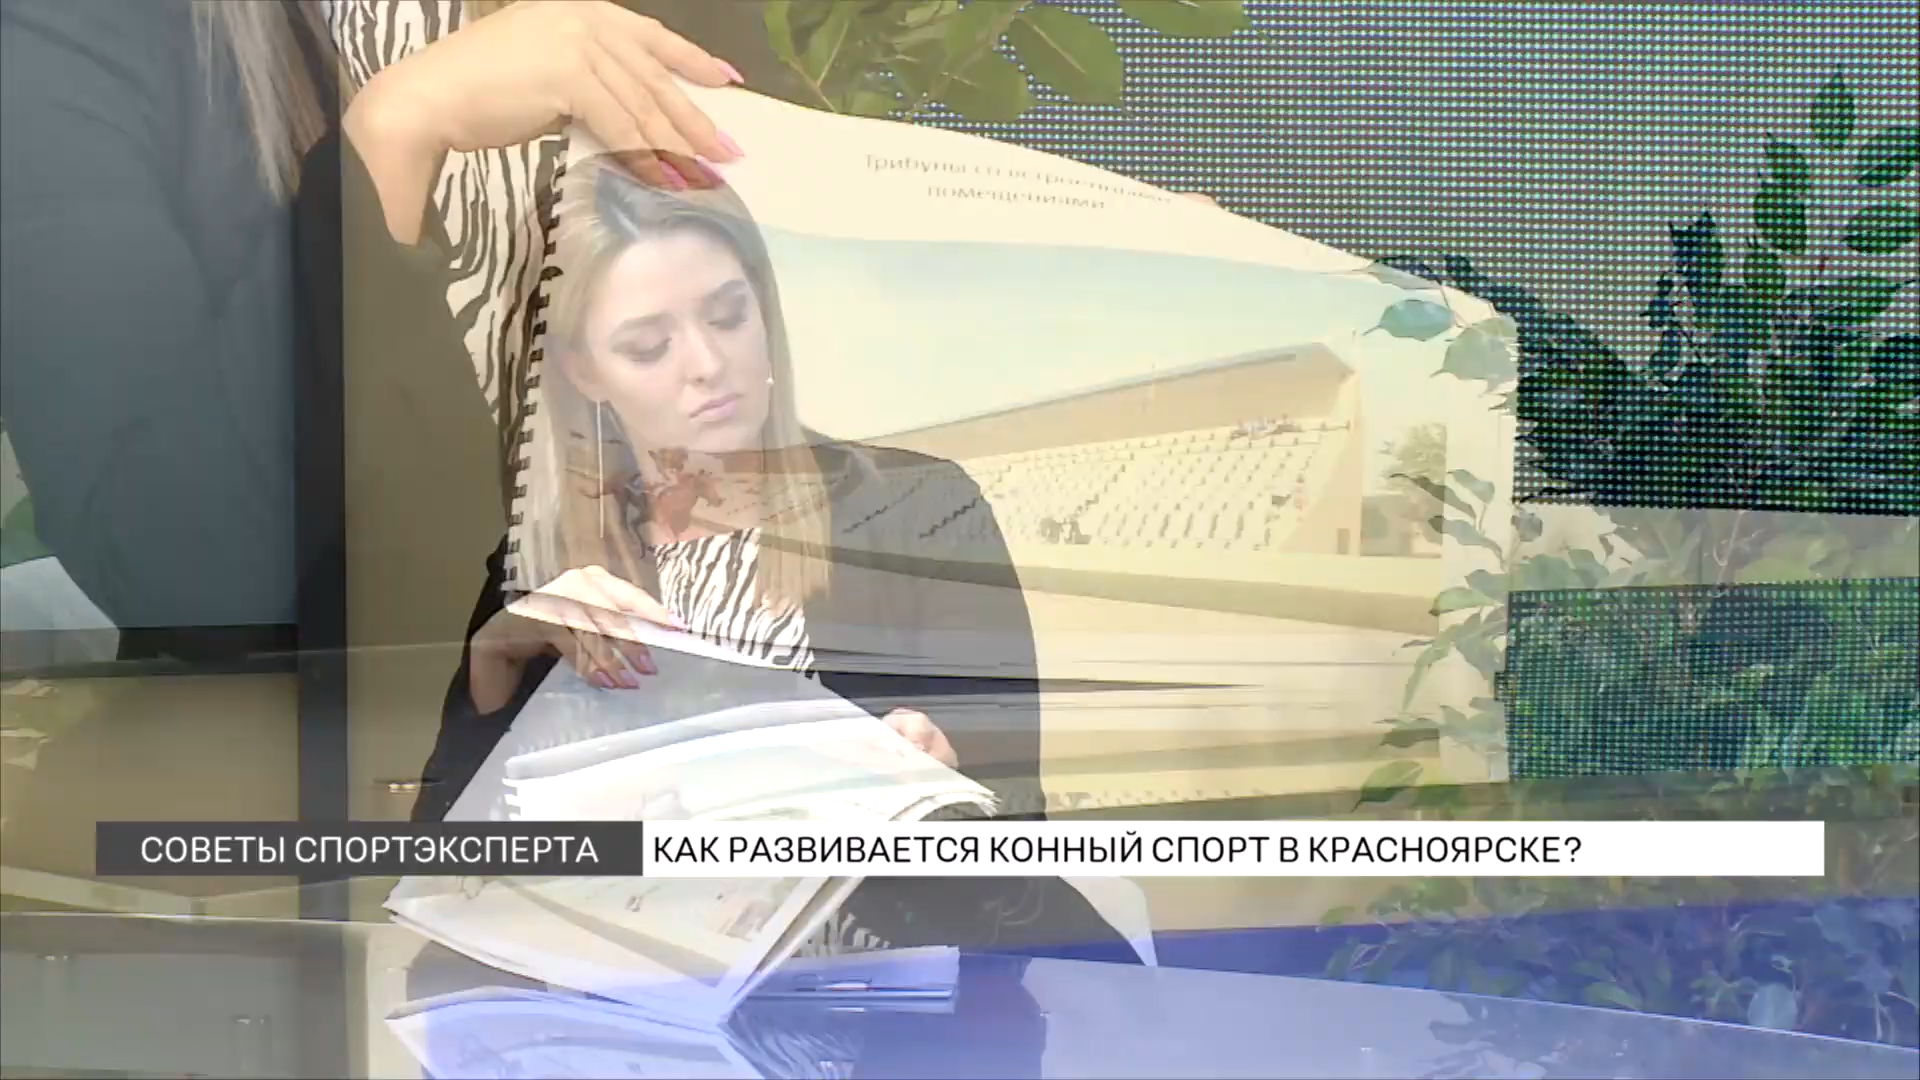 Трибуны со встроенными
помещениями
СОВЕТЫ СПОРТЭКСПЕРТА КАК РАЗВИВАЕТСЯ КОННЫЙ СПОРТ В КРАСНОЯРСКЕ?